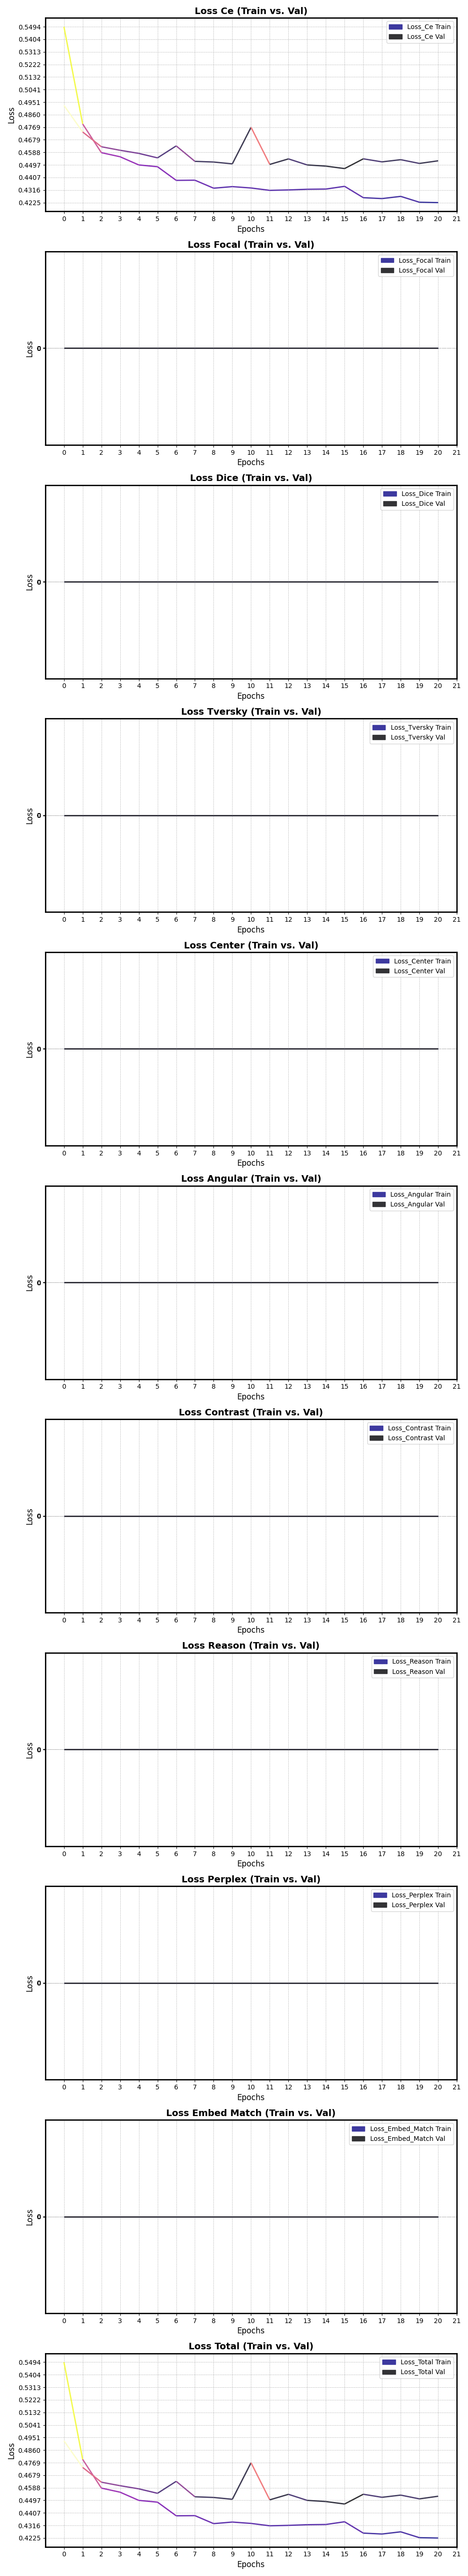 Loss Ce (Train vs. Val)
Loss_Ce Train
Loss_Ce Val
0.5494
0.5404
0.5313
0.5222
0.5132
0.5041
0.4951
0.4860
0.4769
0.4679
0.4588
0.4497
0.4407
0.4316
0.4225
Loss
0 1 2 3 4 5 6 7 8 9 10 11 12 13 14 15 16 17 18 19 20 21
Epochs
Loss Focal (Train vs. Val)
Loss_Focal Train
Loss_Focal Val
Loss
0
0 1 2 3 4 5 6 7 8 9 10 11 12 13 14 15 16 17 18 19 20 21
Epochs
Loss Dice (Train vs. Val)
Loss_Dice Train
Loss_Dice Val
Loss
0
0 1 2 3 4 5 6 7 8 9 10 11 12 13 14 15 16 17 18 19 20 21
Epochs
Loss Tversky (Train vs. Val)
Loss_Tversky Train
Loss_Tversky Val
Loss
0
0 1 2 3 4 5 6 7 8 9 10 11 12 13 14 15 16 17 18 19 20 21
Epochs
Loss Center (Train vs. Val)
Loss_Center Train
Loss_Center Val
Loss
0
0 1 2 3 4 5 6 7 8 9 10 11 12 13 14 15 16 17 18 19 20 21
Epochs
Loss Angular (Train vs. Val)
Loss_Angular Train
Loss_Angular Val
Loss
0
0 1 2 3 4 5 6 7 8 9 10 11 12 13 14 15 16 17 18 19 20 21
Epochs
Loss Contrast (Train vs. Val)
Loss_Contrast Train
Loss_Contrast Val
Loss
0
0 1 2 3 4 5 6 7 8 9 10 11 12 13 14 15 16 17 18 19 20 21
Epochs
Loss Reason (Train vs. Val)
Loss_Reason Train
Loss_Reason Val
Loss
0
0 1 2 3 4 5 6 7 8 9 10 11 12 13 14 15 16 17 18 19 20 21
Epochs
Loss Perplex (Train vs. Val)
Loss_Perplex Train
Loss_Perplex Val
Loss
0
0 1 2 3 4 5 6 7 8 9 10 11 12 13 14 15 16 17 18 19 20 21
Epochs
Loss Embed Match (Train vs. Val)
Loss_Embed_Match Train
Loss_Embed_Match Val
Loss
0
0 1 2 3 4 5 6 7 8 9 10 11 12 13 14 15 16 17 18 19 20 21
Epochs
Loss Total (Train vs. Val)
Loss_Total Train
Loss_Total Val
0.5494
0.5404
0.5313
0.5222
0.5132
0.5041
0.4951
0.4860
0.4769
0.4679
0.4588
0.4497
0.4407
0.4316
0.4225
Loss
0 1 2 3 4 5 6 7 8 9 10 11 12 13 14 15 16 17 18 19 20 21
Epochs